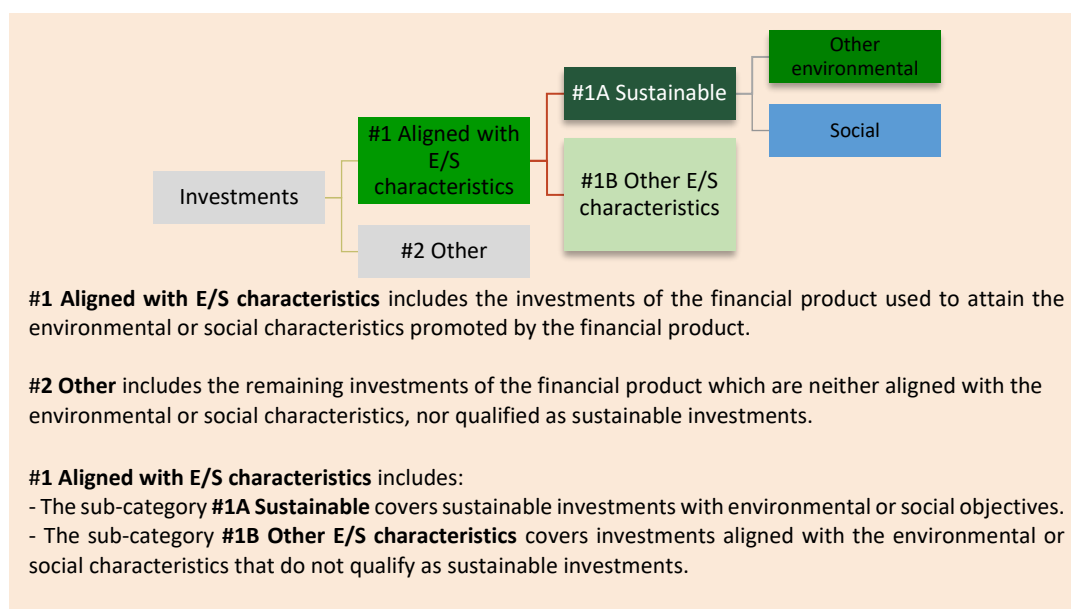 Other
environmental
#1A Sustainable
#1 Aligned with
E/S
characteristics
Social
#1B Other E/S
characteristics
Investments
#2 Other
#1 Aligned with E/S characteristics includes the investments of the financial product used to attain the
environmental or social characteristics promoted by the financial product.
#2 Other includes the remaining investments of the financial product which are neither aligned with the
environmental or social characteristics, nor qualified as sustainable investments.
#1 Aligned with E/S characteristics includes:
- The sub-category #1A Sustainable covers sustainable investments with environmental or social objectives.
- The sub-category #1B Other E/S characteristics covers investments aligned with the environmental or
social characteristics that do not qualify as sustainable investments.